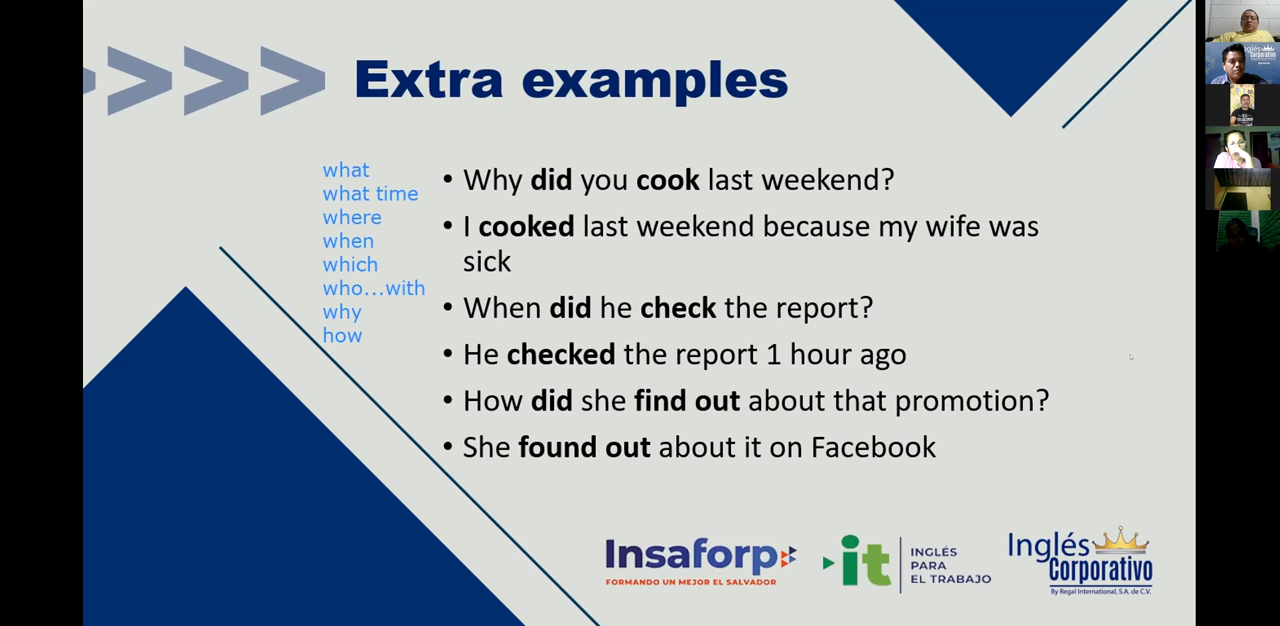 Extra examples
what
what time
where
when
which
who...with
why
how
• Why did you cook last weekend?
• I cooked last weekend because my wife was
sick
• When did he check the report?
• He checked the report 1 hour ago
• How did she find out about that promotion?
• She found out about it on Facebook
Insaforp
FORMANDO UN MEJOR EL SALVADOR
it
INGLÉS
PARA
EL TRABAJO
Inglés
Corporativo
By Regal International, S.A. de C.V.
Inglés
Corporativo